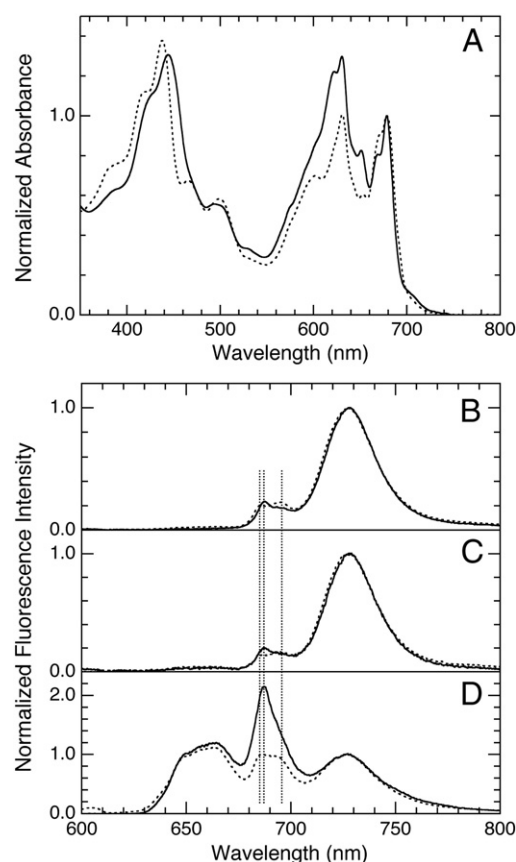 A
Normalized Absorbance
1.0
0.0
400 500 600 700 800
Wavelength (nm)
Normalized Fluorescence Intensity
B
1.0
0.0
C
1.0
0.0
D
2.0
1.0
0.0
600 650 700 750 800
Wavelength (nm)